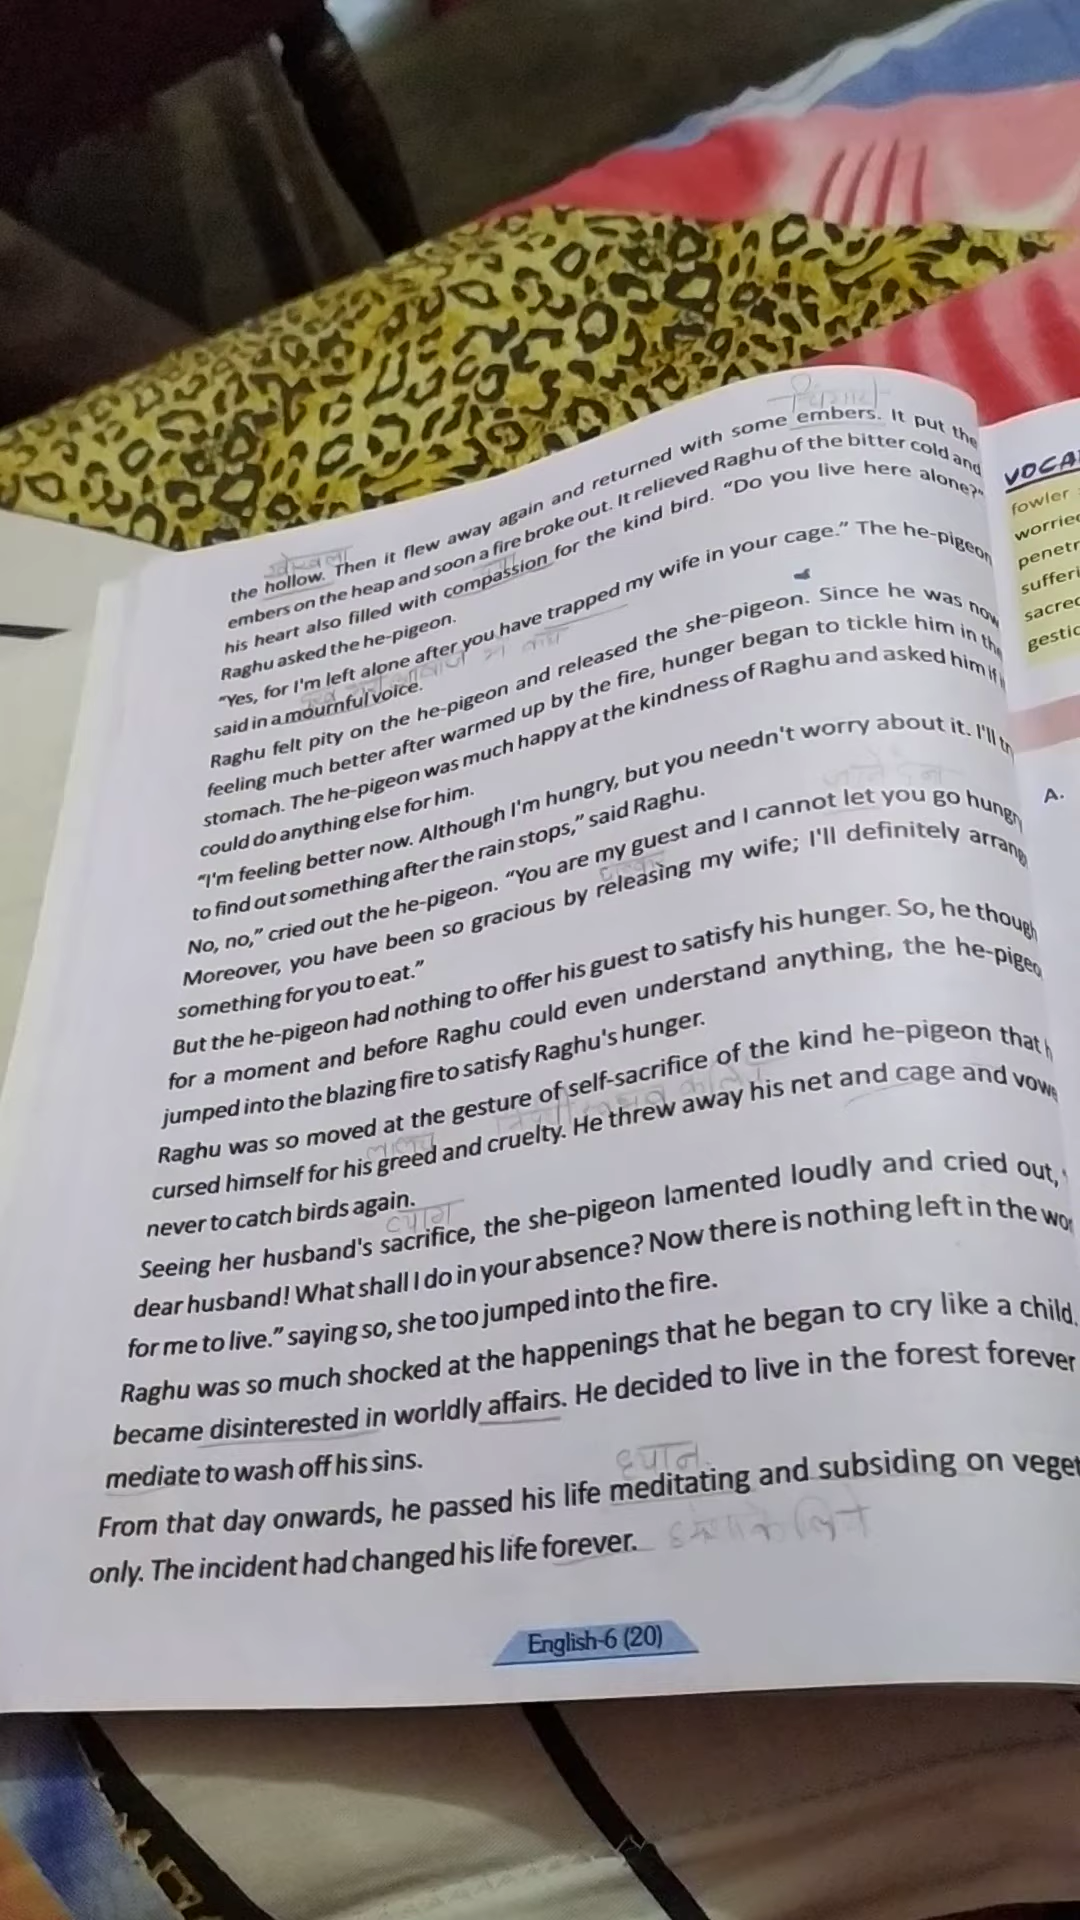 the hollow. Then it flew away again and returned with some embers. It put the
embers on the heap and soon a fire broke out. It relieved Raghu of the bitter cold and
his heart also filled with compassion for the kind bird. "Do you live here alone?"
Raghu asked the he-pigeon.
"Yes, for I'm left alone after you have trapped my wife in your cage." The he-pigeon
said in a mournful voice.
Raghu felt pity on the he-pigeon and released the she-pigeon. Since he was now
feeling much better after warmed up by the fire, hunger began to tickle him in the
stomach. The he-pigeon was much happy at the kindness of Raghu and asked him if
could do anything else for him.
"I'm feeling better now. Although I'm hungry, but you needn't worry about it. I'll
to find out something after the rain stops," said Raghu.
No, no," cried out the he-pigeon. "You are my guest and I cannot let you go hungr
Moreover, you have been so gracious by releasing my wife; I'll definitely arrang
something for you to eat."
But the he-pigeon had nothing to offer his guest to satisfy his hunger. So, he though
for a moment and before Raghu could even understand anything, the he-pigeo
jumped into the blazing fire to satisfy Raghu's hunger.
Raghu was so moved at the gesture of self-sacrifice of the kind he-pigeon that h
cursed himself for his greed and cruelty. He threw away his net and cage and vowe
never to catch birds again.
Seeing her husband's sacrifice, the she-pigeon lamented loudly and cried out,
dear husband! What shall I do in your absence? Now there is nothing left in the wor
for me to live." saying so, she too jumped into the fire.
Raghu was so much shocked at the happenings that he began to cry like a child.
became disinterested in worldly affairs. He decided to live in the forest forever
mediate to wash off his sins.
From that day onwards, he passed his life meditating and subsiding on veget
only. The incident had changed his life forever.
खोखला
त्याग
ध्यान
English-6 (20)
VOCA
fowler
worried
penetr
sufferi
sacred
gestic
A.